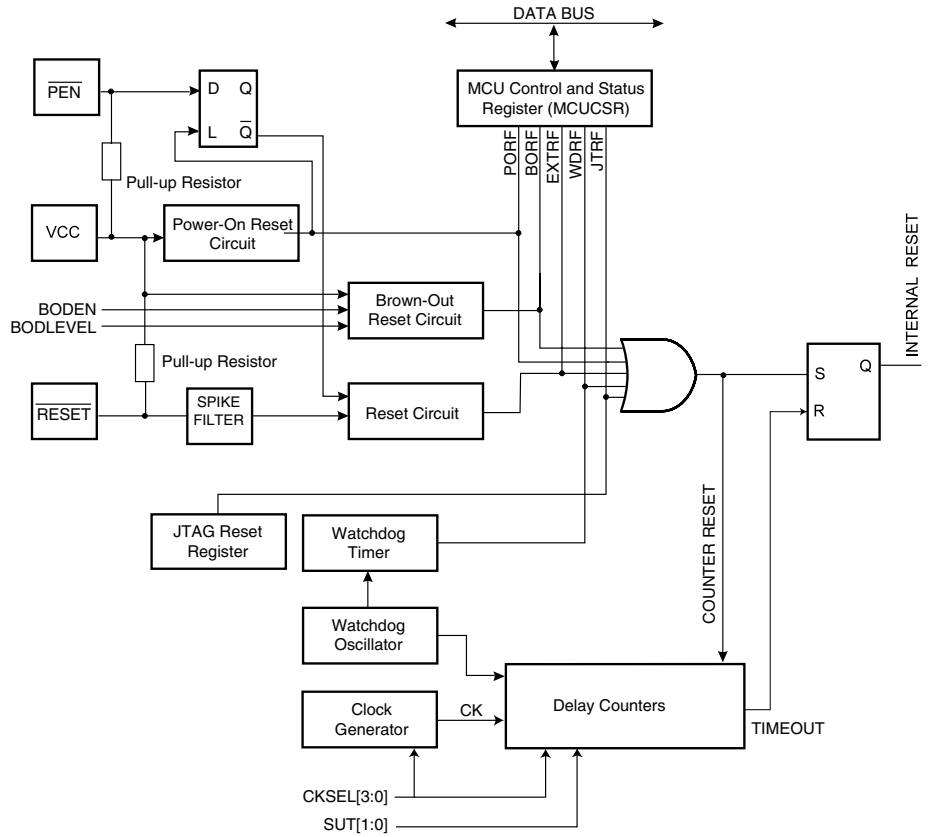 DATA BUS
PEN
D Q
L Q
MCU Control and Status
Register (MCUCSR)
PORF
BORF
EXTRF
WDRF
JTRF
Pull-up Resistor
VCC
Power-On Reset
Circuit
BODEN
BODLEVEL
Brown-Out
Reset Circuit
Pull-up Resistor
RESET
SPIKE
FILTER
Reset Circuit
S Q
R
INTERNAL RESET
JTAG Reset
Register
Watchdog
Timer
COUNTER RESET
Watchdog
Oscillator
Clock
Generator
CK
Delay Counters
TIMEOUT
CKSEL[3:0]
SUT[1:0]